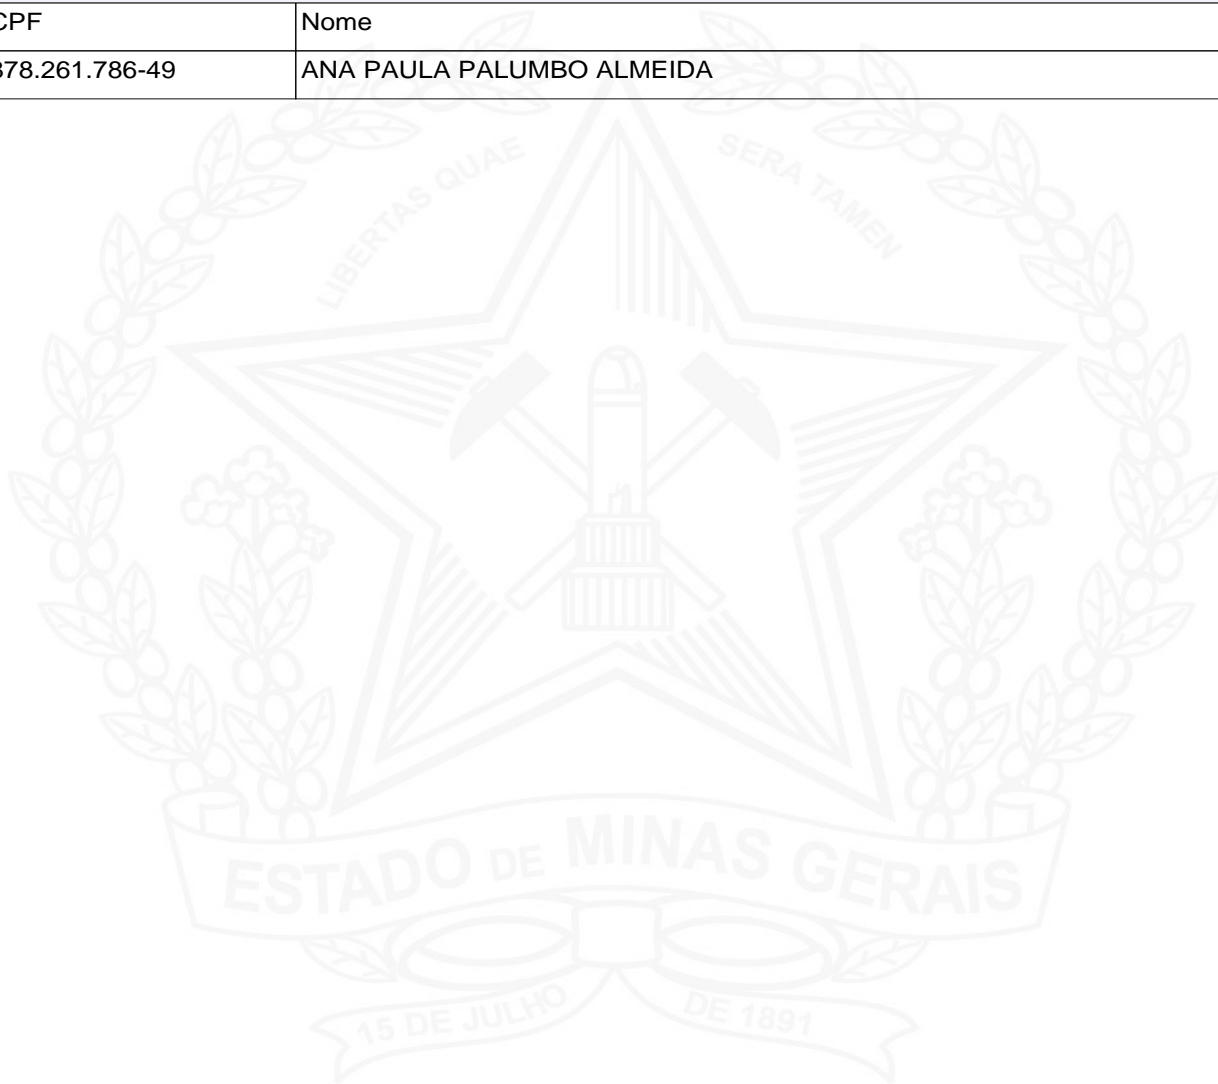 CPF Nome
878.261.786-49 ANA PAULA PALUMBO ALMEIDA
LIBERTAS QUAE SERA TAMEN
ESTADO DE MINAS GERAIS
15 DE JULHO DE 1891